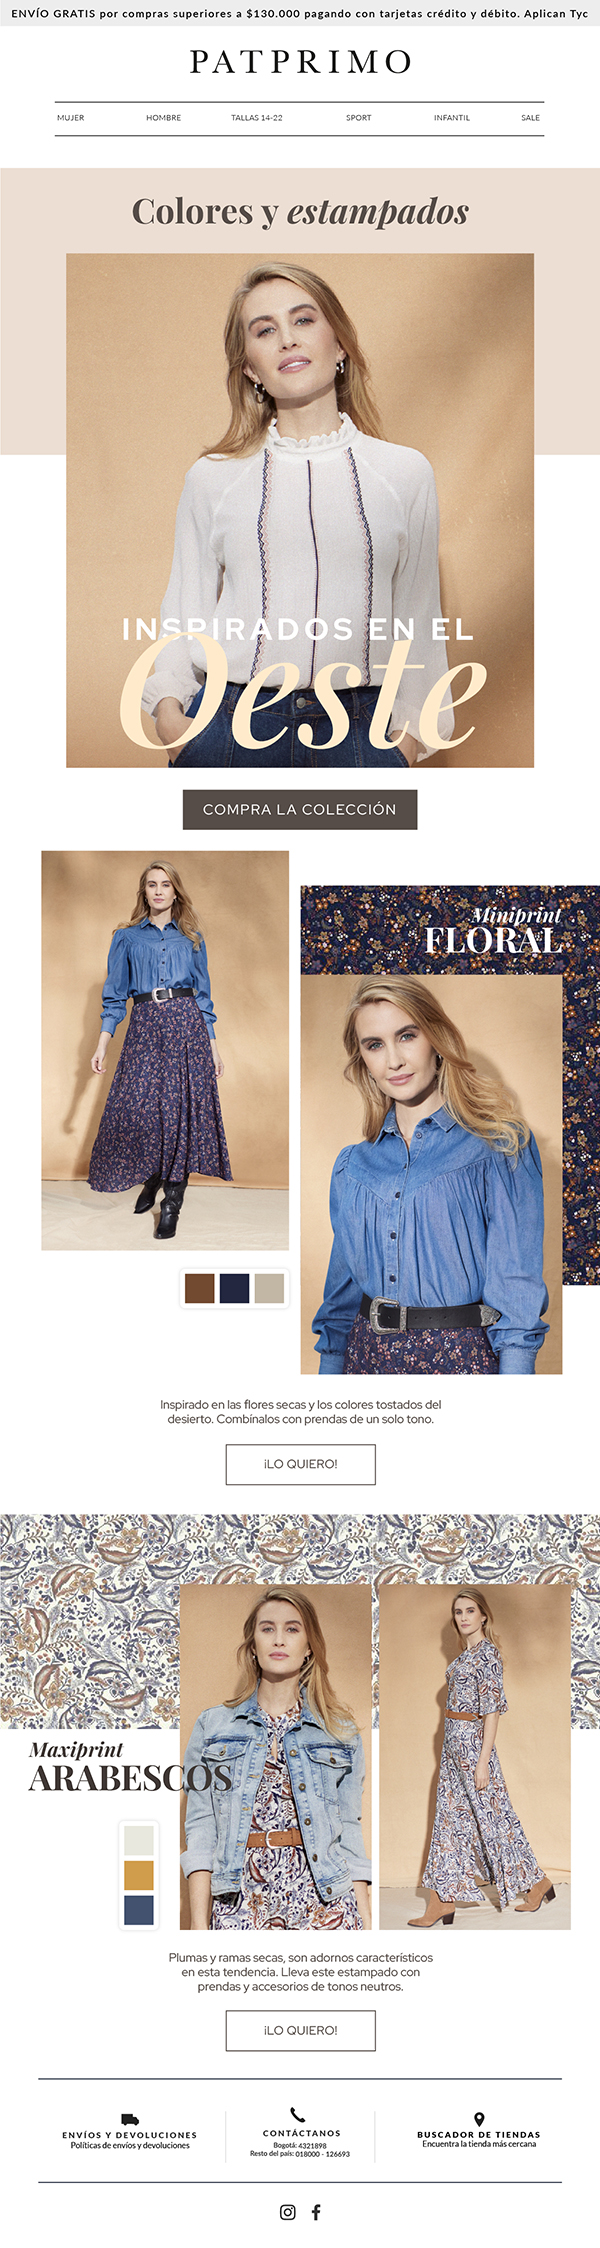 ENVÍO GRATIS por compras superiores a $130.000 pagando con tarjetas crédito y débito. Aplican Tyc
PATPRIMO
MUJER HOMBRE TALLAS 14-22 SPORT INFANTIL SALE
Colores y estampados
INSPIRADOS EN EL
Oeste
COMPRA LA COLECCIÓN
Miniprint
FLORAL
Inspirado en las flores secas y los colores tostados del
desierto. Combínalos con prendas de un solo tono.
¡LO QUIERO!
Maxiprint
ARABESCOS
Plumas y ramas secas, son adornos característicos
en esta tendencia. Lleva este estampado con
prendas y accesorios de tonos neutros.
¡LO QUIERO!
ENVÍOS Y DEVOLUCIONES
Políticas de envíos y devoluciones
CONTÁCTANOS
Bogotá: 4321898
Resto del país: 018000 - 126693
BUSCADOR DE TIENDAS
Encuentra la tienda más cercana